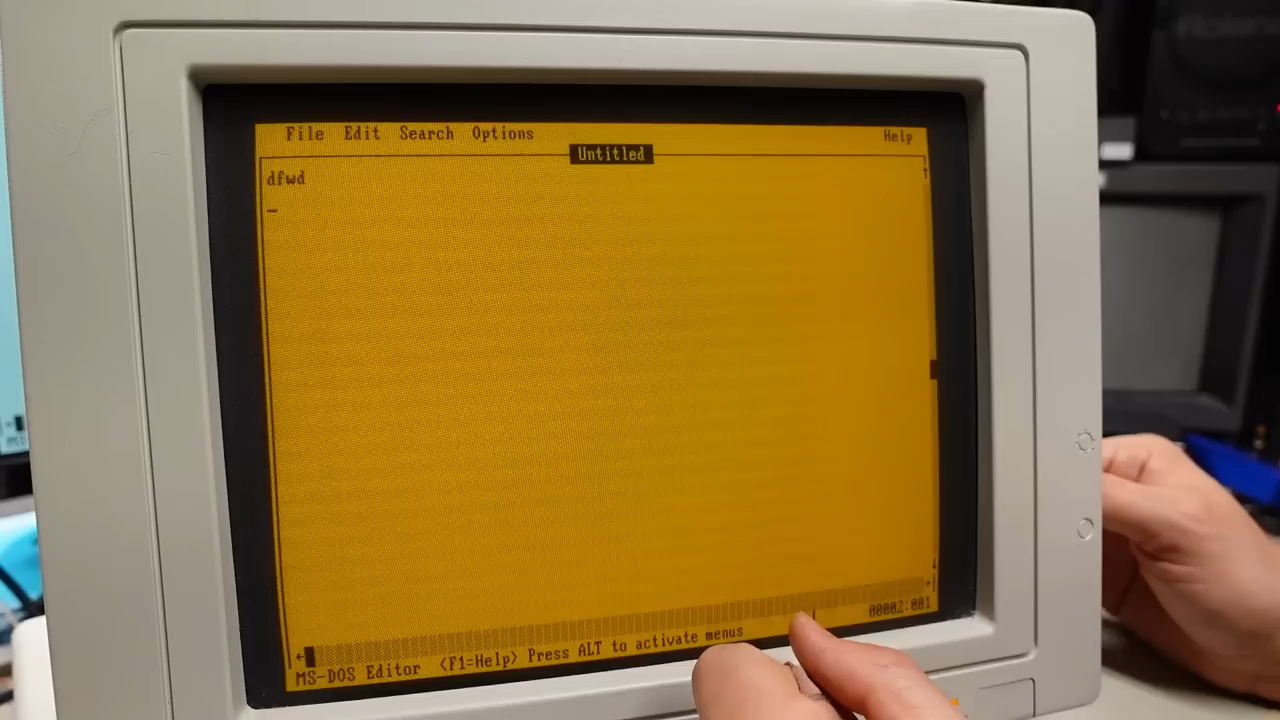 File Edit Search Options Help
Untitled
dfwd
MS-DOS Editor <F1=Help> Press ALT to activate menus 00002:001